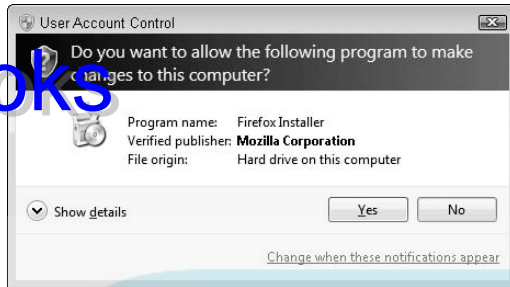 User Account Control
Do you want to allow the following program to make
changes to this computer?
oks
Program name: Firefox Installer
Verified publisher: Mozilla Corporation
File origin: Hard drive on this computer
Show details
Yes
No
Change when these notifications appear